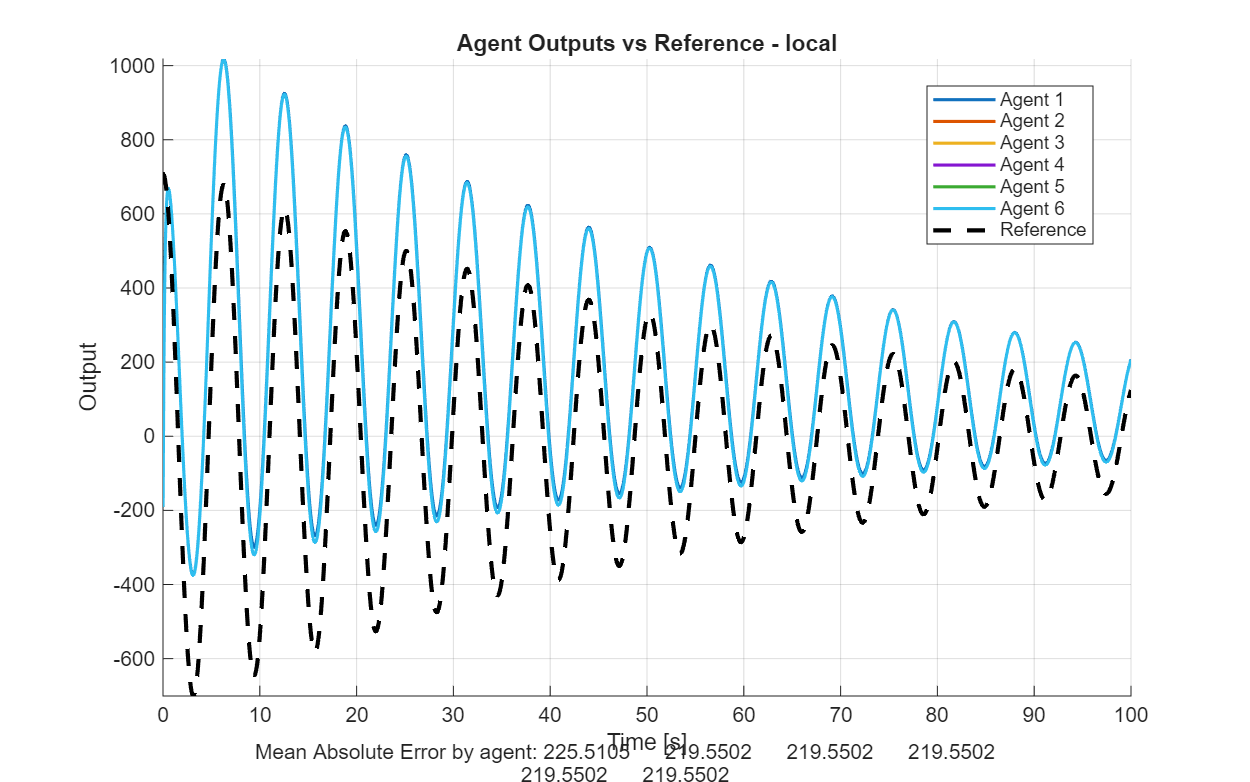 Agent Outputs vs Reference - local
1000
800
600
400
200
0
-200
-400
-600
Output
Agent 1
Agent 2
Agent 3
Agent 4
Agent 5
Agent 6
Reference
0 10 20 30 40 50 60 70 80 90 100
Time [s]
Mean Absolute Error by agent: 225.5105 219.5502 219.5502 219.5502
219.5502 219.5502